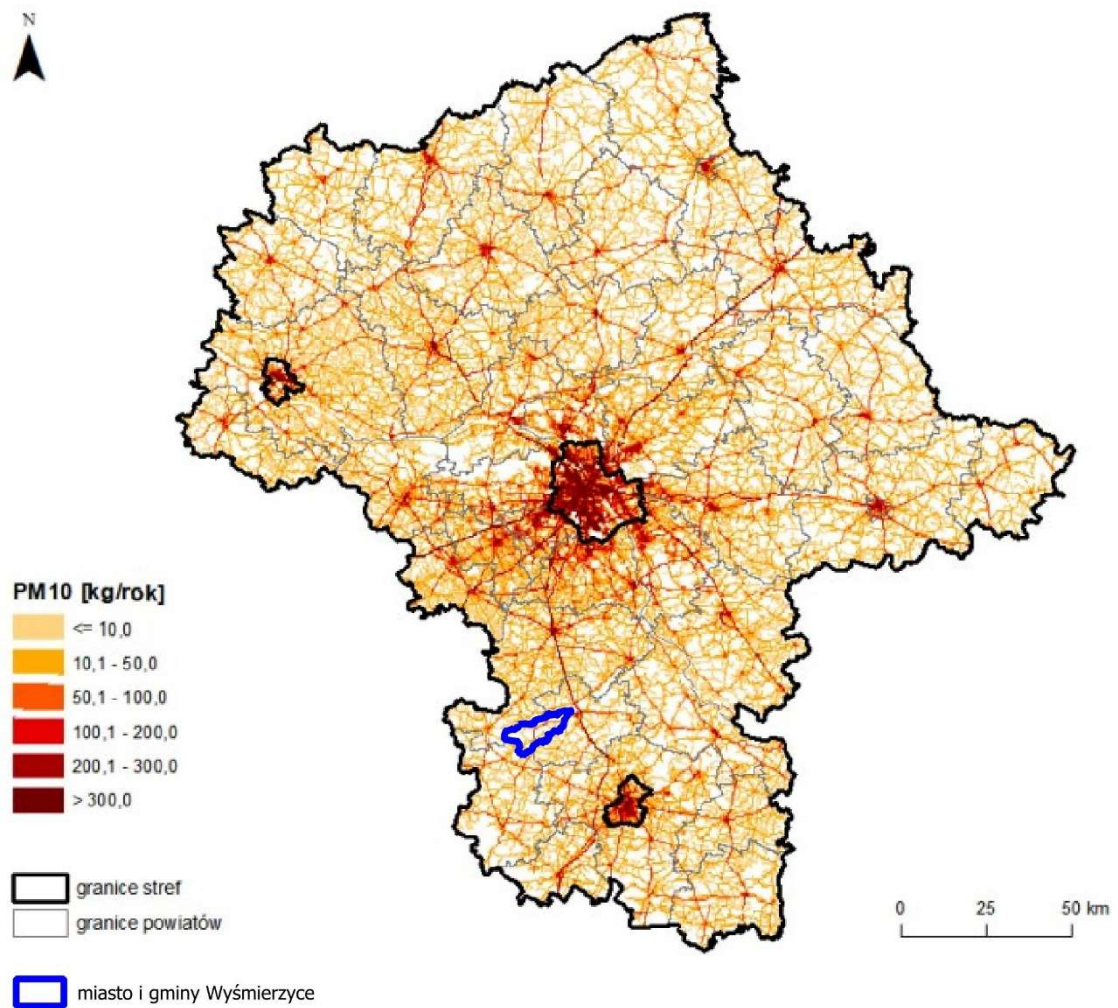 N
PM10 [kg/rok]
<= 10,0
10,1 - 50,0
50,1 - 100,0
100,1 - 200,0
200,1 - 300,0
> 300,0
granice stref
granice powiatów
0 25 50 km
miasto i gminy Wyśmierzyce